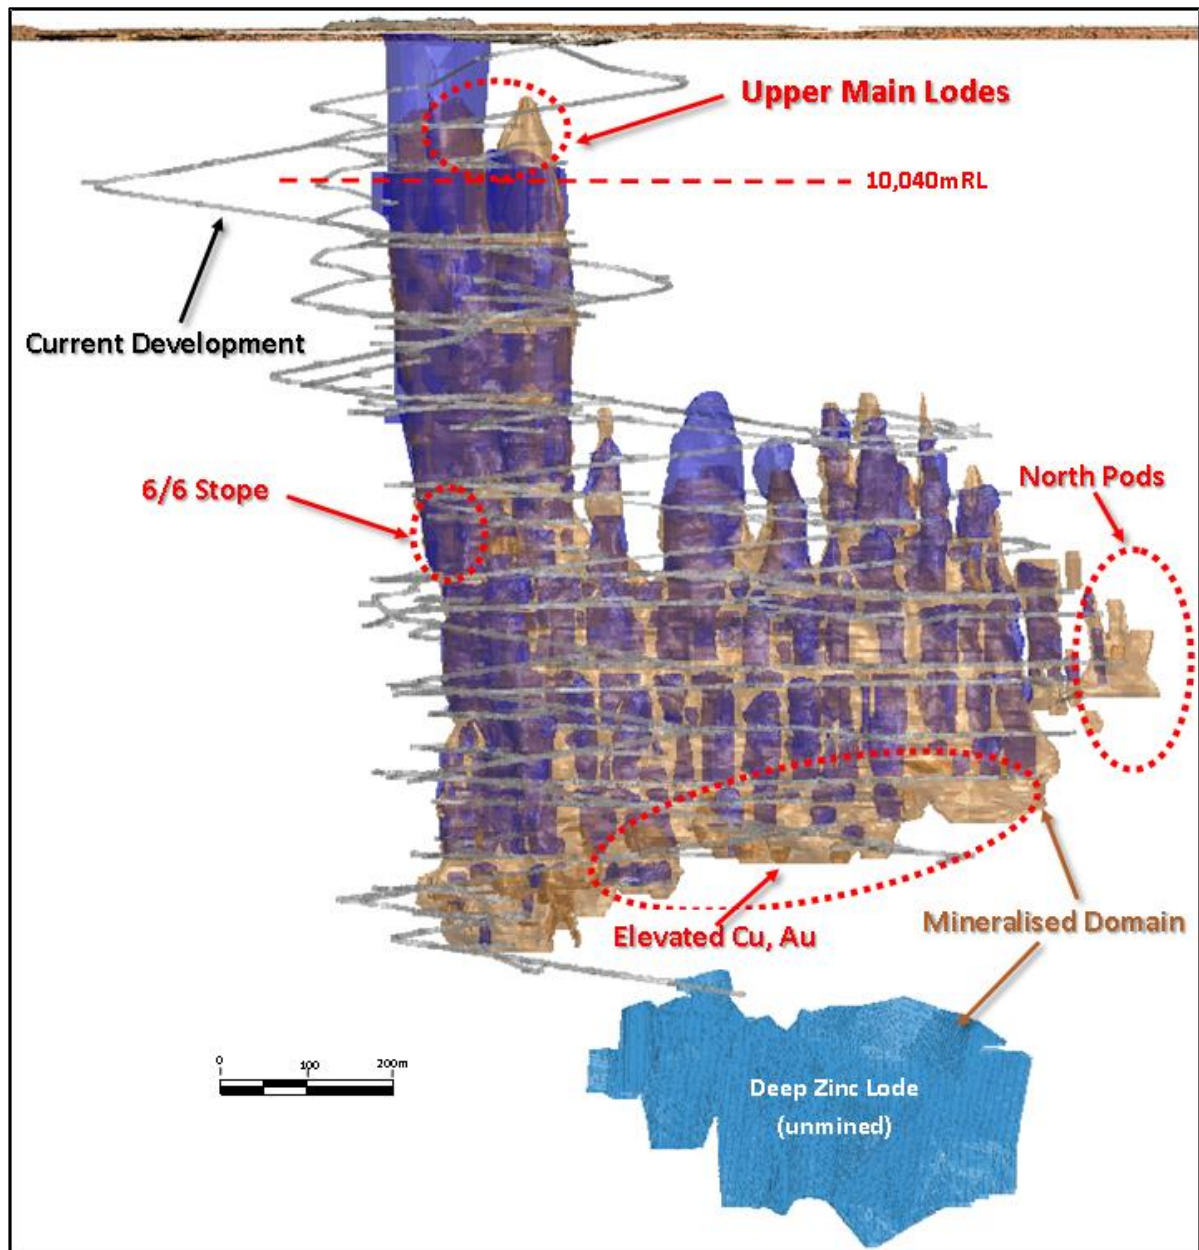 Upper Main Lodes
10,040mRL
Current Development
6/6 Stope
North Pods
Elevated Cu, Au
Mineralised Domain
0
100
200m
Deep Zinc Lode
(unmined)